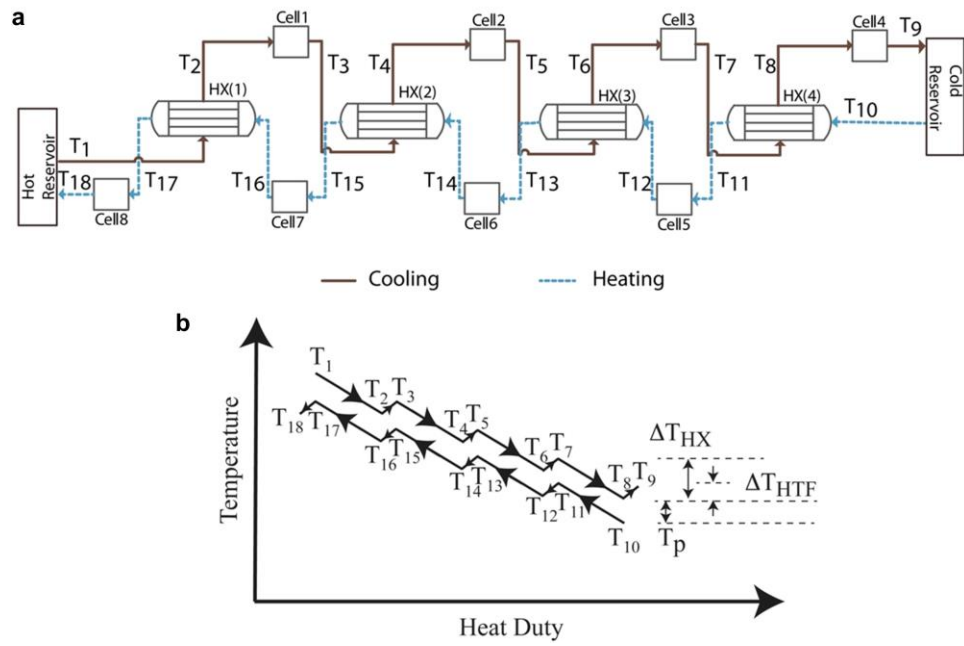 a
Cell1
Cell2
Cell3
Cell4
T9
T2
T3
T4
T5
T6
T7
T8
HX(1)
HX(2)
HX(3)
HX(4)
T10
Hot
Reservoir
Cold
Reservoir
T1
T18
T17
T16
T15
T14
T13
T12
T11
Cell8
Cell7
Cell6
Cell5
Cooling
Heating
b
Temperature
T1
T2
T3
T4
T5
T6
T7
T8
T9
T18
T17
T16
T15
T14
T13
T12
T11
T10
ΔTHX
ΔTHTF
Tp
Heat Duty